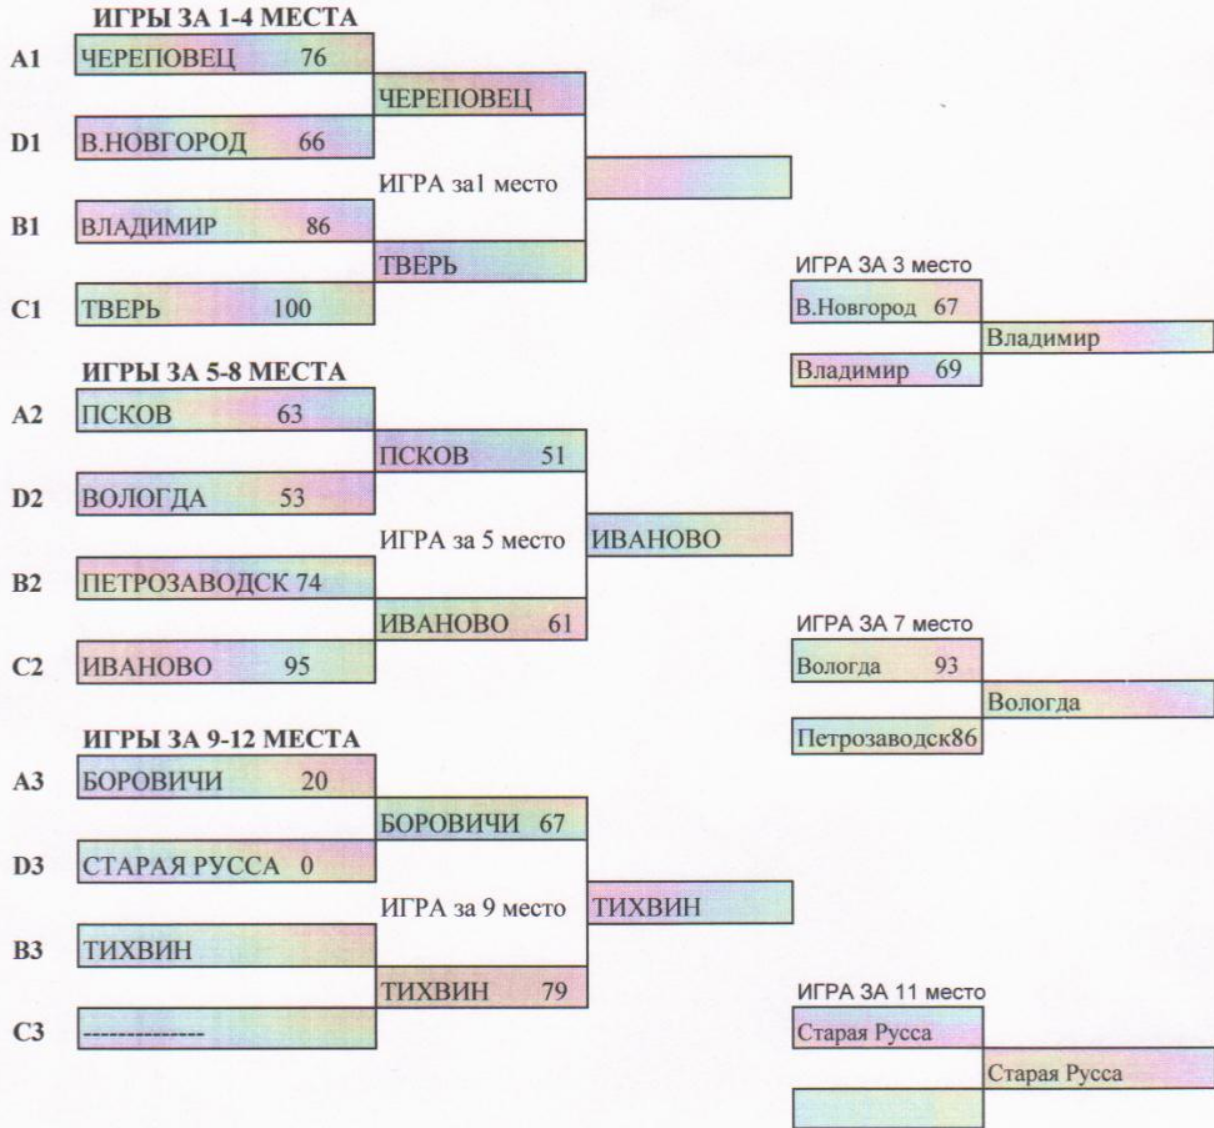 ИГРЫ ЗА 1-4 МЕСТА
A1 ЧЕРЕПОВЕЦ 76
ЧЕРЕПОВЕЦ
D1 В.НОВГОРОД 66
ИГРА за1 место
B1 ВЛАДИМИР 86
ТВЕРЬ
C1 ТВЕРЬ 100
ИГРА ЗА 3 место
В.Новгород 67
Владимир
Владимир 69
ИГРЫ ЗА 5-8 МЕСТА
A2 ПСКОВ 63
ПСКОВ 51
D2 ВОЛОГДА 53
ИГРА за 5 место ИВАНОВО
B2 ПЕТРОЗАВОДСК 74
ИВАНОВО 61
C2 ИВАНОВО 95
ИГРА ЗА 7 место
Вологда 93
Вологда
Петрозаводск86
ИГРЫ ЗА 9-12 МЕСТА
A3 БОРОВИЧИ 20
БОРОВИЧИ 67
D3 СТАРАЯ РУССА 0
ИГРА за 9 место ТИХВИН
B3 ТИХВИН
ТИХВИН 79
C3 --------------
ИГРА ЗА 11 место
Старая Русса
Старая Русса